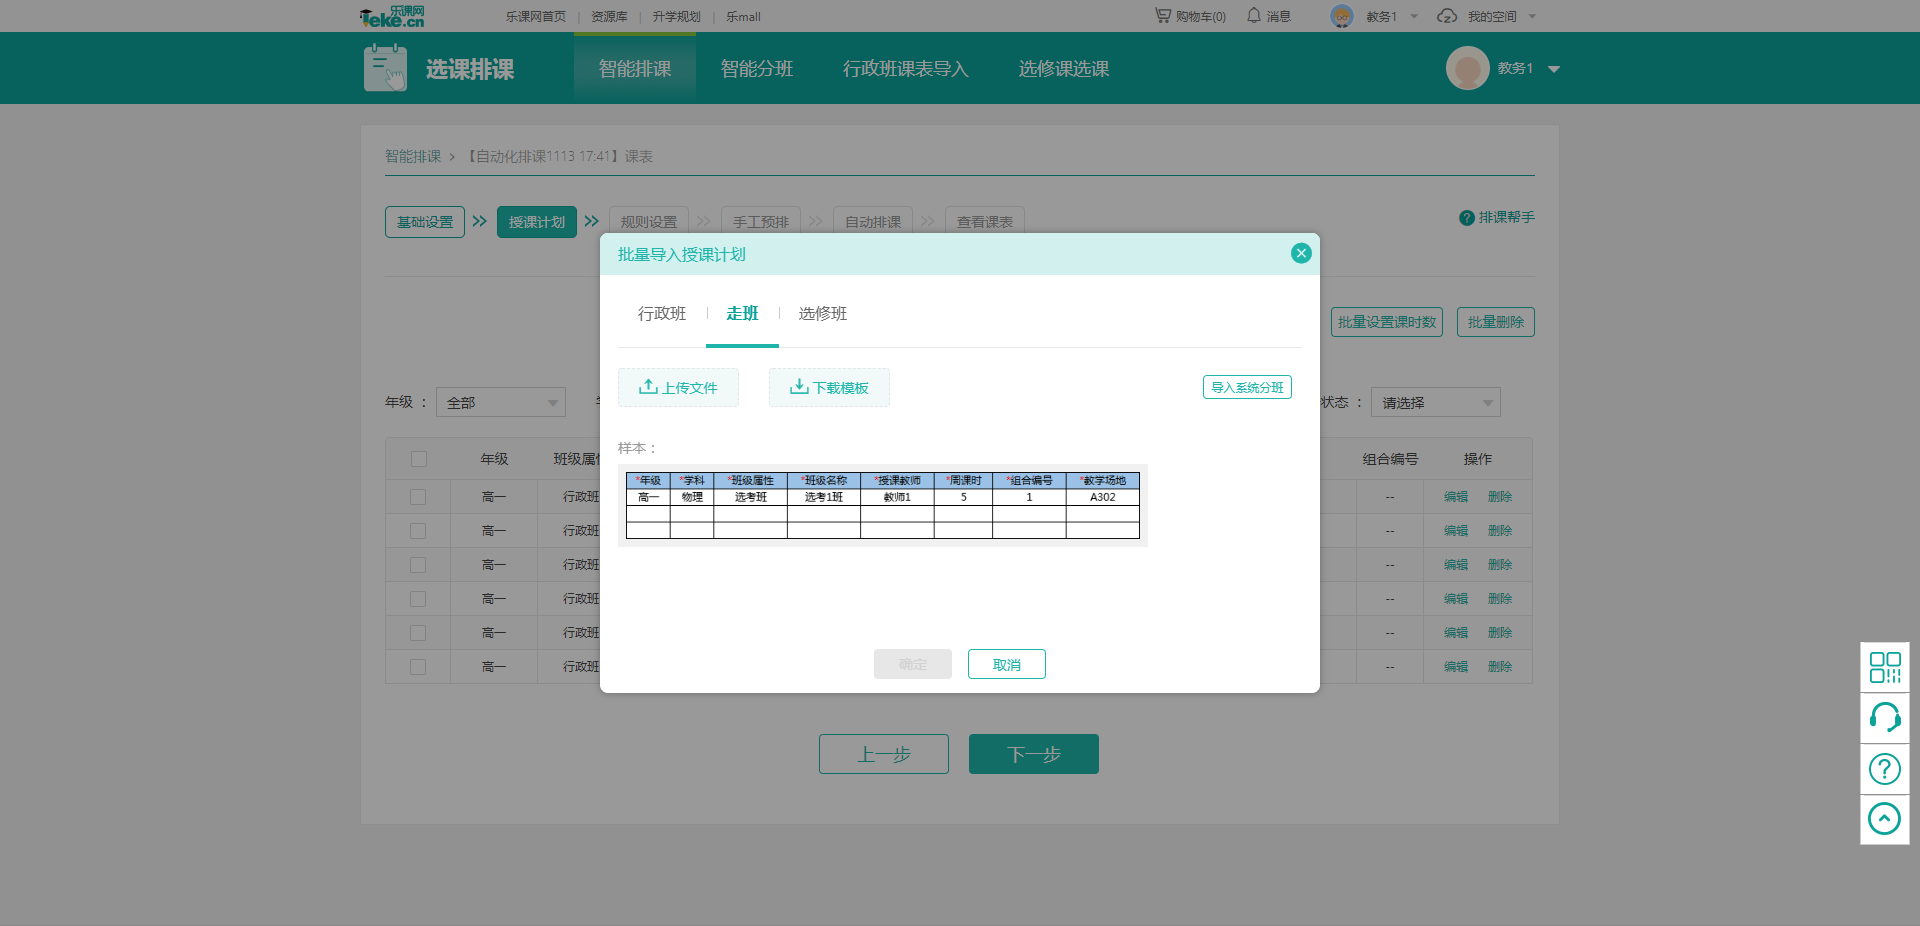 乐课网
leke.cn
乐课网首页 | 资源库 | 升学规划 | 乐mall
购物车(0) 消息 教务1 我的空间
选课排课 智能排课 智能分班 行政班课表导入 选修课选课 教务1
智能排课 > 【自动化排课1113 17:41】课表
基础设置 授课计划 规则设置 手工预排 自动排课 查看课表 排课帮手
批量导入授课计划
行政班 走班 选修班
批量设置课时数 批量删除
上传文件 下载模板 导入系统分班
年级 : 全部 状态 : 请选择
样本 :
年级 组合编号 操作
*年级 *学科 *班级属性 *班级名称 *授课教师 *周课时 *组合编号 *教学场地
高一 物理 选考班 选考1班 教师1 5 1 A302
高一 行政班 -- 编辑 删除
高一 行政班 -- 编辑 删除
高一 行政班 -- 编辑 删除
高一 行政班 -- 编辑 删除
高一 行政班 -- 编辑 删除
高一 行政班 -- 编辑 删除
确定 取消
上一步 下一步